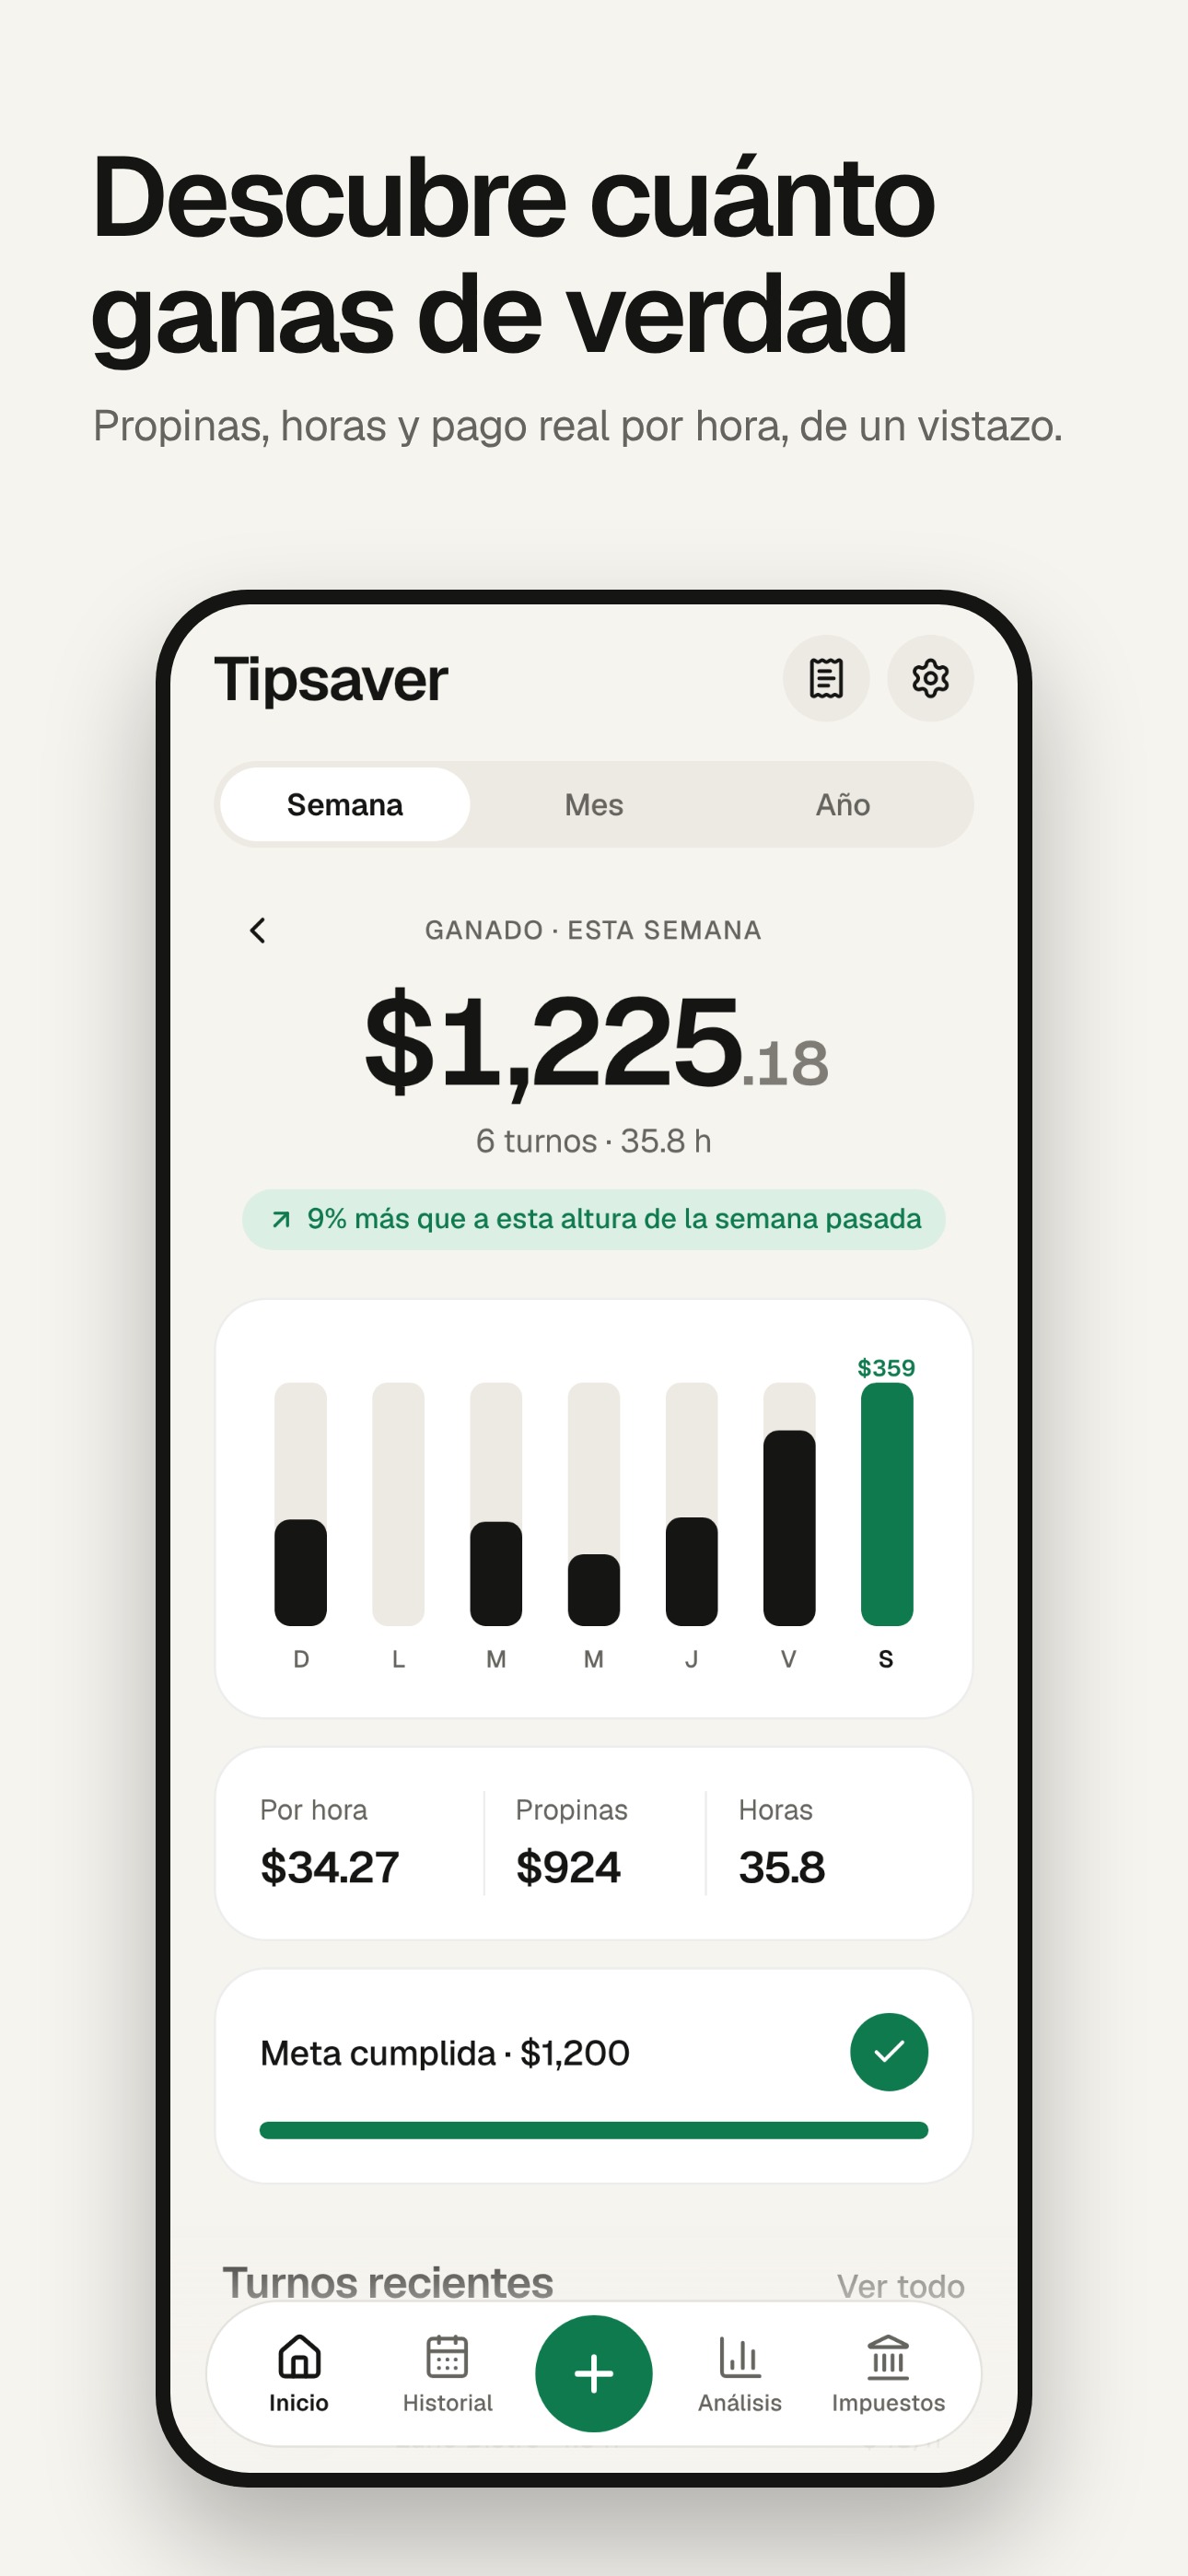 Descubre cuánto
ganas de verdad
Propinas, horas y pago real por hora, de un vistazo.
Tipsaver
Semana Mes Año
GANADO · ESTA SEMANA
$1,225.18
6 turnos · 35.8 h
9% más que a esta altura de la semana pasada
$359
D L M M J V S
Por hora Propinas Horas
$34.27 $924 35.8
Meta cumplida · $1,200
Turnos recientes Ver todo
Inicio Historial Análisis Impuestos